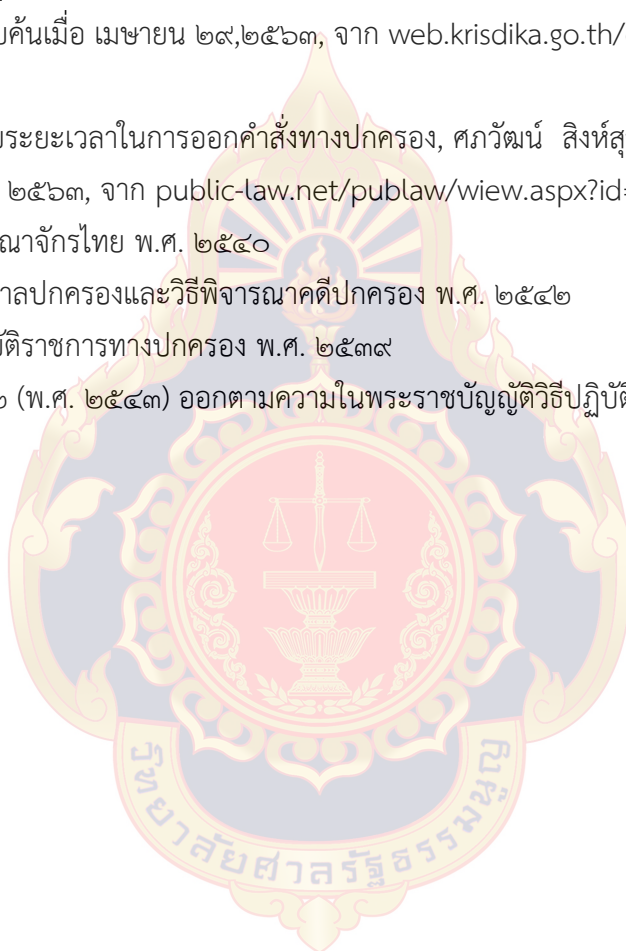 บค้นเมื่อ เมษายน ๒๙,๒๕๖๓, จาก web.krisdika.go.th/
ระยะเวลาในการออกคำสั่งทางปกครอง, ศภวัฒน์ สิงห์สุ
๒๕๖๓, จาก public-law.net/publaw/wiew.aspx?id=
ณาจักรไทย พ.ศ. ๒๕๔๐
าลปกครองและวิธีพิจารณาคดีปกครอง พ.ศ. ๒๕๔๒
ัติราชการทางปกครอง พ.ศ. ๒๕๓๙
(พ.ศ. ๒๕๔๓) ออกตามความในพระราชบัญญัติวิธีปฏิบัติ
วิทยาลัยศาลรัฐธรรมนูญ